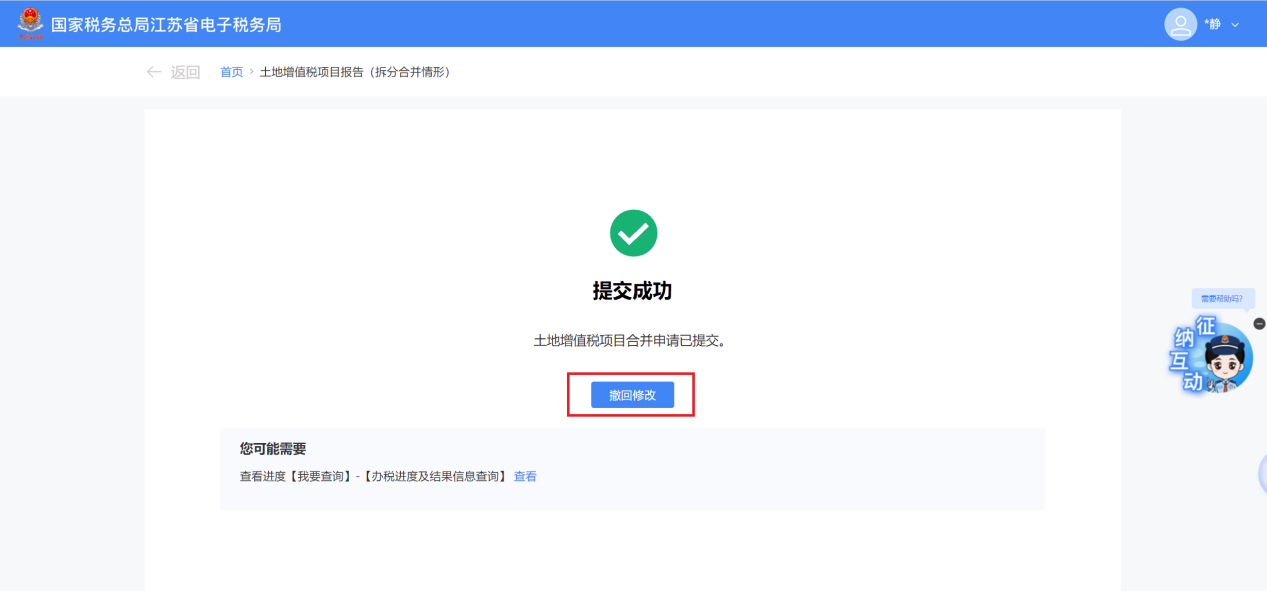 国家税务总局江苏省电子税务局
*静
返回 首页 › 土地增值税项目报告（拆分合并情形）
提交成功
土地增值税项目合并申请已提交。
撤回修改
您可能需要
查看进度【我要查询】-【办税进度及结果信息查询】 查看
需要帮助吗？
征纳互动